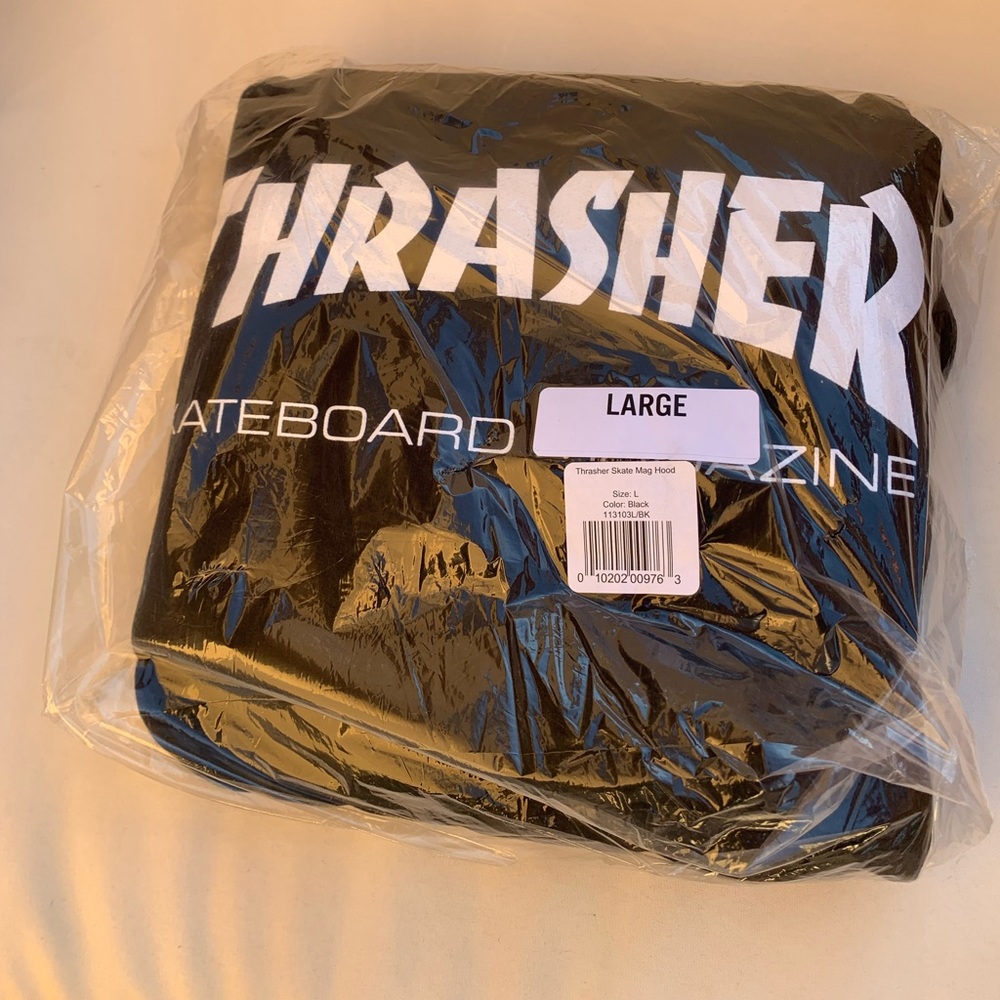 THRASHER
KATEBOARD AZINE
LARGE
Thrasher Skate Mag Hood
Size: L
Color: Black
113103L/BK
0 10202 00976 3